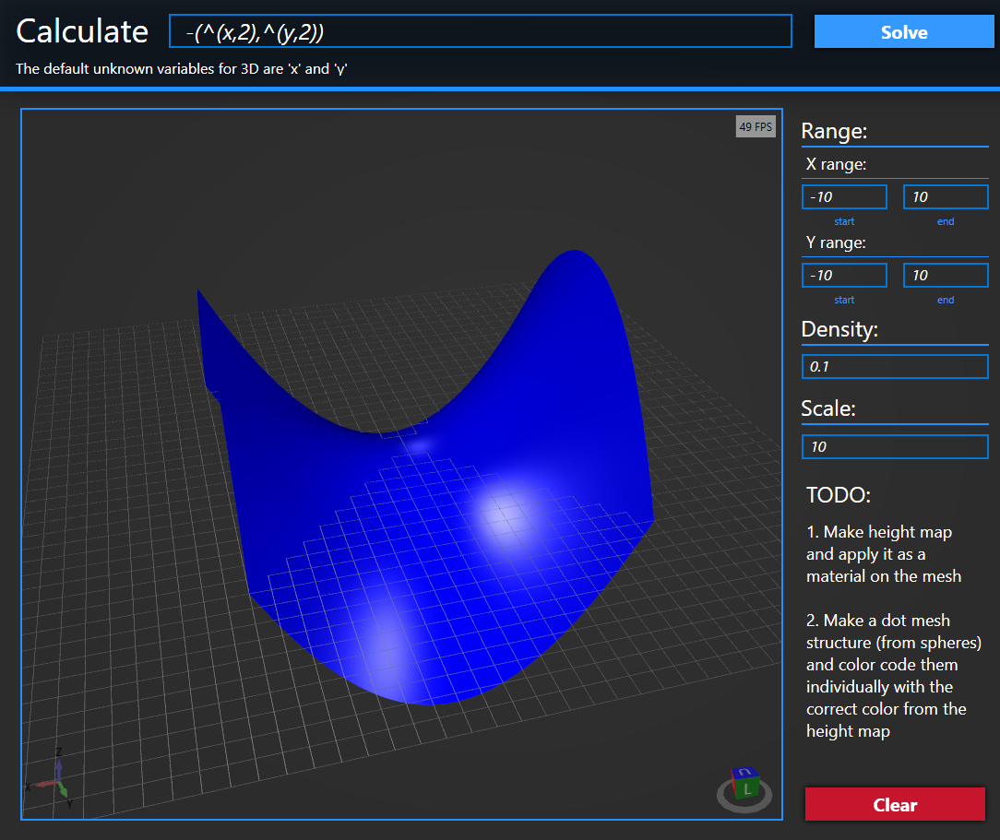 Calculate
-(^(x,2),^(y,2))
Solve
The default unknown variables for 3D are 'x' and 'y'
49 FPS
Range:
X range:
-10
10
start
end
Y range:
-10
10
start
end
Density:
0.1
Scale:
10
TODO:
1. Make height map
and apply it as a
material on the mesh
2. Make a dot mesh
structure (from spheres)
and color code them
individually with the
correct color from the
height map
Z
X
Y
U
L
Clear